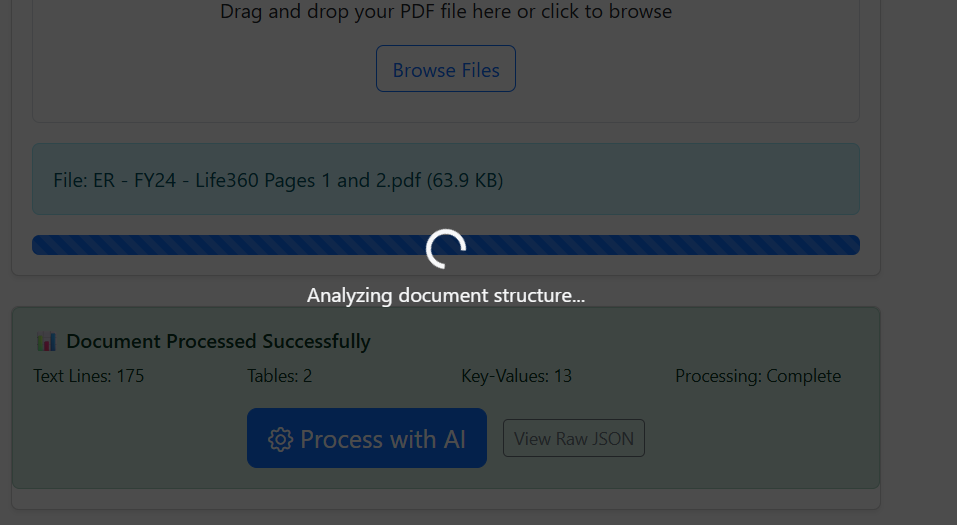 Drag and drop your PDF file here or click to browse
Browse Files
File: ER - FY24 - Life360 Pages 1 and 2.pdf (63.9 KB)
Analyzing document structure...
Document Processed Successfully
Text Lines: 175 Tables: 2 Key-Values: 13 Processing: Complete
Process with AI View Raw JSON